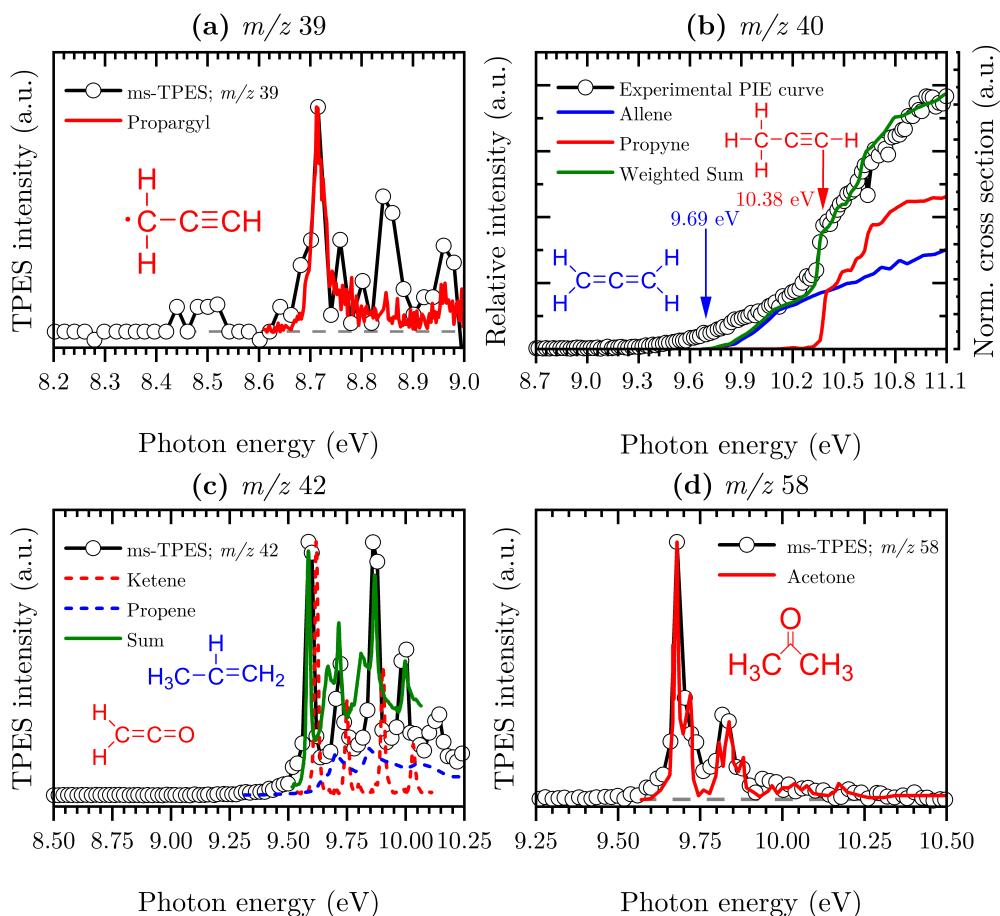 (a) m/z 39
TPES intensity (a.u.)
ms-TPES; m/z 39
Propargyl
H
·C—C≡CH
H
8.2 8.3 8.4 8.5 8.6 8.7 8.8 8.9 9.0
Photon energy (eV)
(b) m/z 40
Relative intensity (a.u.)
Norm. cross section (a.u.)
Experimental PIE curve
Allene
Propyne
Weighted Sum
H
H—C—C≡C—H
H
10.38 eV
9.69 eV
H H
C=C=C
H H
8.7 9.0 9.3 9.6 9.9 10.2 10.5 10.8 11.1
Photon energy (eV)
(c) m/z 42
TPES intensity (a.u.)
ms-TPES; m/z 42
Ketene
Propene
Sum
H
H3C—C=CH2
H
C=C=O
H
8.50 8.75 9.00 9.25 9.50 9.75 10.00 10.25
Photon energy (eV)
(d) m/z 58
TPES intensity (a.u.)
ms-TPES; m/z 58
Acetone
O
H3C CH3
9.25 9.50 9.75 10.00 10.25 10.50
Photon energy (eV)